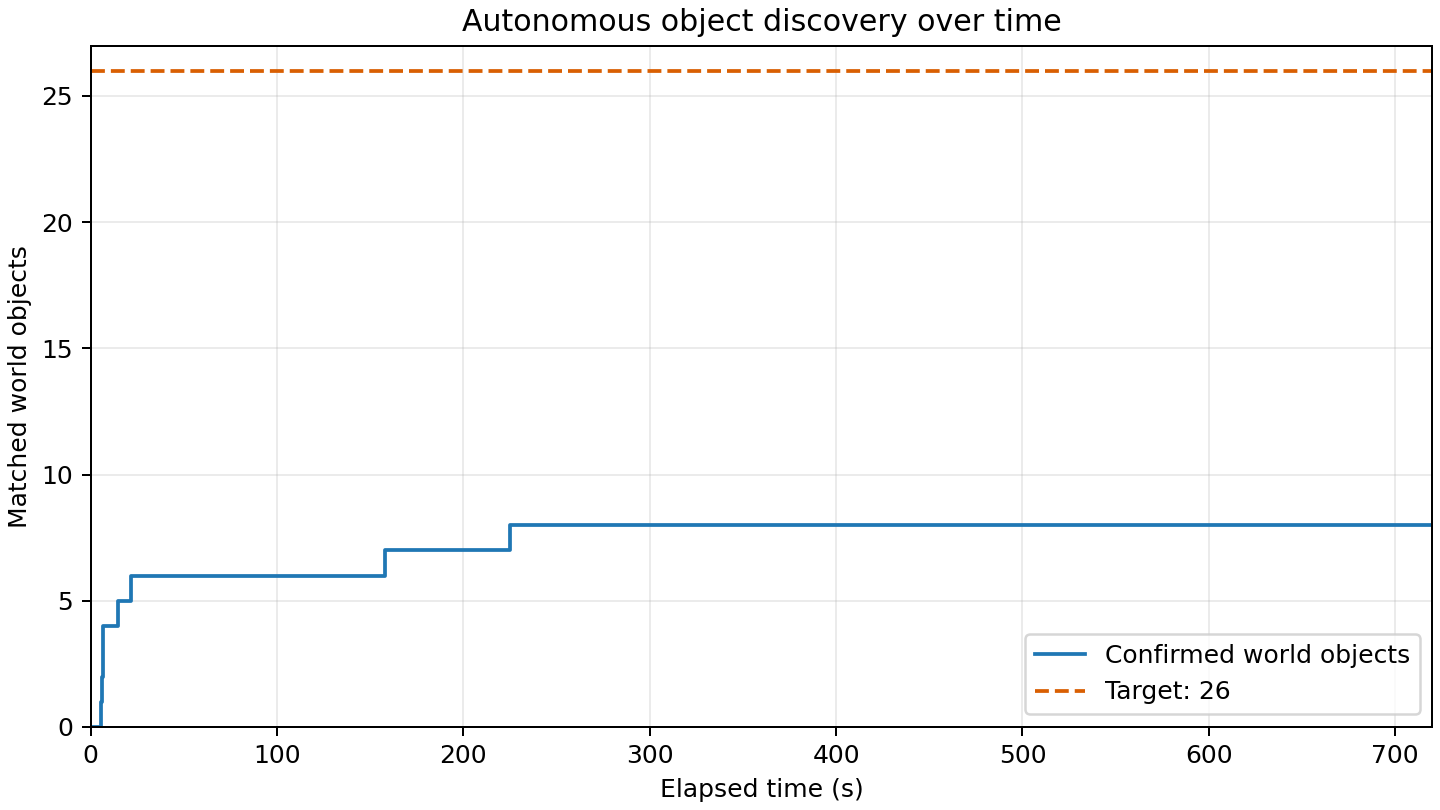 Autonomous object discovery over time
25
20
15
10
5
0
Matched world objects
0 100 200 300 400 500 600 700
Elapsed time (s)
Confirmed world objects
Target: 26